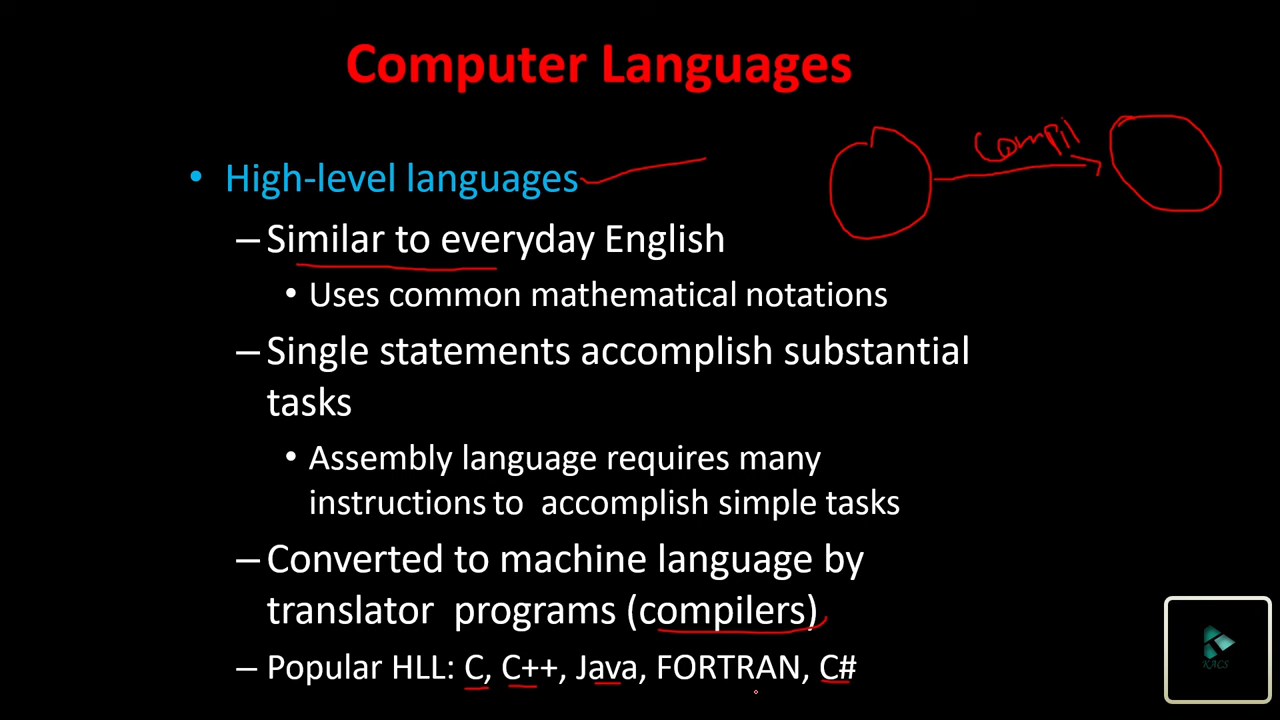 Computer Languages
Compil
• High-level languages
– Similar to everyday English
• Uses common mathematical notations
– Single statements accomplish substantial
tasks
• Assembly language requires many
instructions to accomplish simple tasks
– Converted to machine language by
translator programs (compilers)
– Popular HLL: C, C++, Java, FORTRAN, C#
KACS